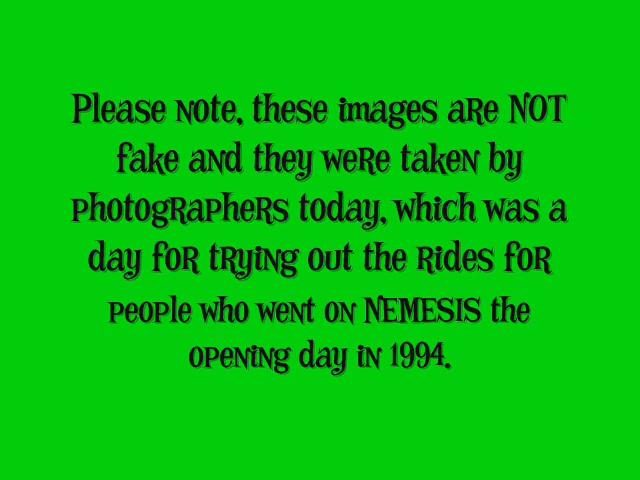 Please note, these images are NOT
fake and they were taken by
photographers today, which was a
day for trying out the rides for
people who went on NEMESIS the
opening day in 1994.